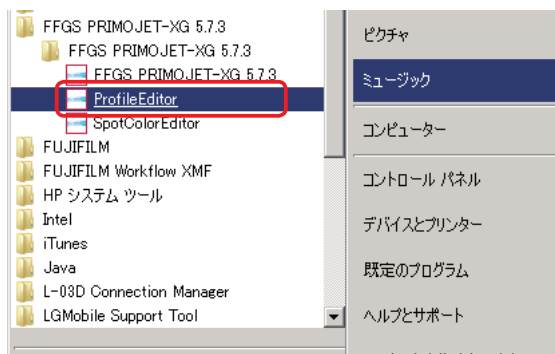 FFGS PRIMOJET-XG 5.7.3
FFGS PRIMOJET-XG 5.7.3
FFGS PRIMOJET-XG 5.7.3
ProfileEditor
SpotColorEditor
FUJIFILM
FUJIFILM Workflow XMF
HP システム ツール
Intel
iTunes
Java
L-03D Connection Manager
LGMobile Support Tool
ピクチャ
ミュージック
コンピューター
コントロール パネル
デバイスとプリンター
既定のプログラム
ヘルプとサポート